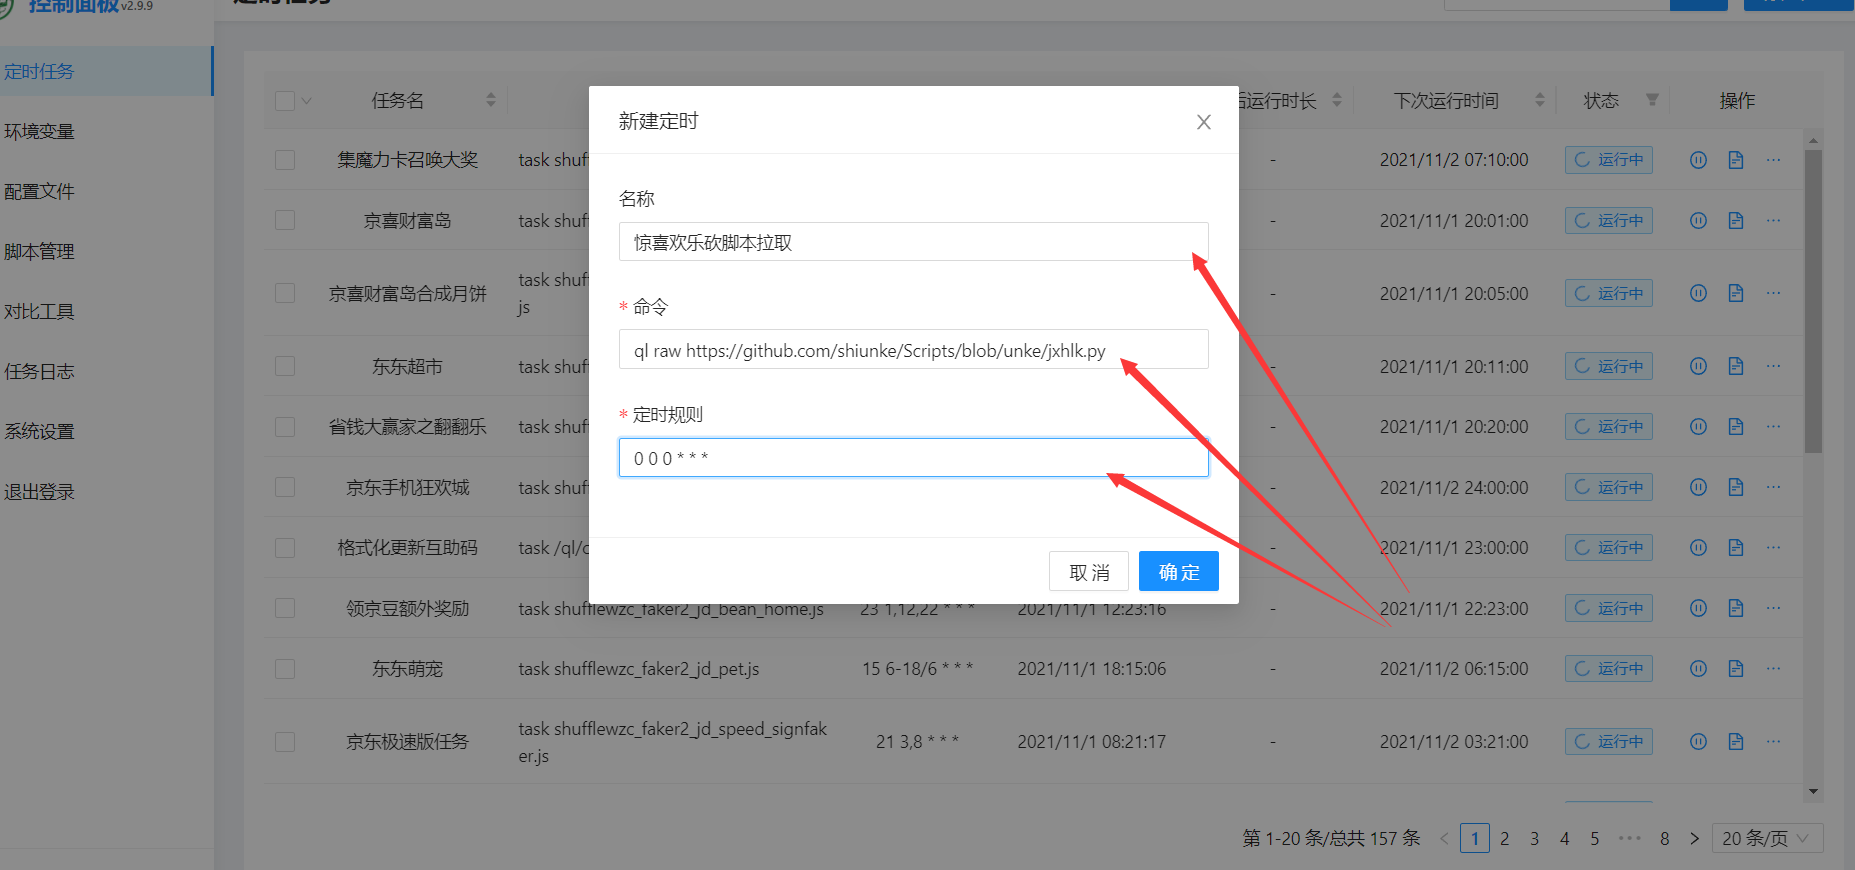 控制面板 v2.9.9
定时任务
定时任务
环境变量
配置文件
脚本管理
对比工具
任务日志
系统设置
退出登录
任务名
后运行时长
下次运行时间
状态
操作
新建定时
名称
惊喜欢乐砍脚本拉取
* 命令
ql raw https://github.com/shiunke/Scripts/blob/unke/jxhlk.py
* 定时规则
0 0 0 * * *
取 消
确 定
集魔力卡召唤大奖 task shuf - 2021/11/2 07:10:00 运行中
京喜财富岛 task shuf - 2021/11/1 20:01:00 运行中
京喜财富岛合成月饼 task shuf
js - 2021/11/1 20:05:00 运行中
东东超市 task shuf - 2021/11/1 20:11:00 运行中
省钱大赢家之翻翻乐 task shuf - 2021/11/1 20:20:00 运行中
京东手机狂欢城 task shuf - 2021/11/2 24:00:00 运行中
格式化更新互助码 task /ql/c - 2021/11/1 23:00:00 运行中
领京豆额外奖励 task shufflewzc_faker2_jd_bean_home.js 23 1,12,22 * * * 2021/11/1 12:23:16 - 2021/11/1 22:23:00 运行中
东东萌宠 task shufflewzc_faker2_jd_pet.js 15 6-18/6 * * * 2021/11/1 18:15:06 - 2021/11/2 06:15:00 运行中
京东极速版任务 task shufflewzc_faker2_jd_speed_signfak
er.js 21 3,8 * * * 2021/11/1 08:21:17 - 2021/11/2 03:21:00 运行中
第 1-20 条/总共 157 条 < 1 2 3 4 5 ••• 8 > 20 条/页